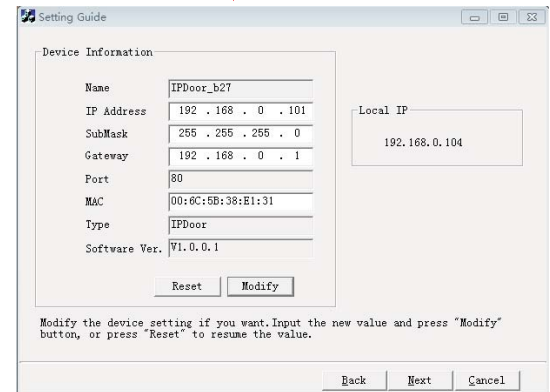 Setting Guide
Device Information
Name IPDoor_b27
IP Address 192 . 168 . 0 . 101
SubMask 255 . 255 . 255 . 0
Gateway 192 . 168 . 0 . 1
Port 80
MAC 00:6C:5B:38:E1:31
Type IPDoor
Software Ver. V1.0.0.1
Local IP
192.168.0.104
Reset Modify
Modify the device setting if you want.Input the new value and press "Modify"
button, or press "Reset" to resume the value.
Back Next Cancel